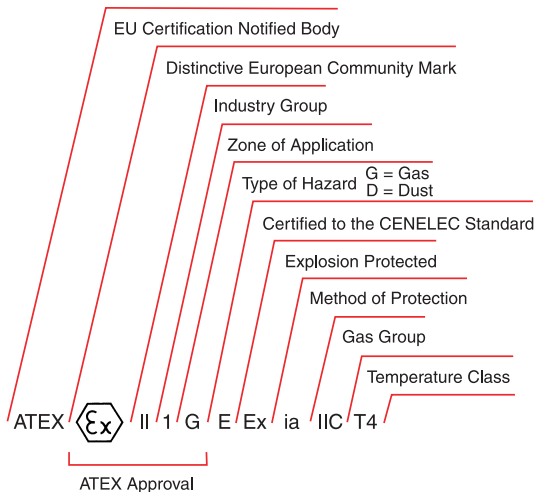 EU Certification Notified Body
Distinctive European Community Mark
Industry Group
Zone of Application
Type of Hazard G = Gas
D = Dust
Certified to the CENELEC Standard
Explosion Protected
Method of Protection
Gas Group
Temperature Class
ATEX Ex II 1 G E Ex ia IIC T4
ATEX Approval